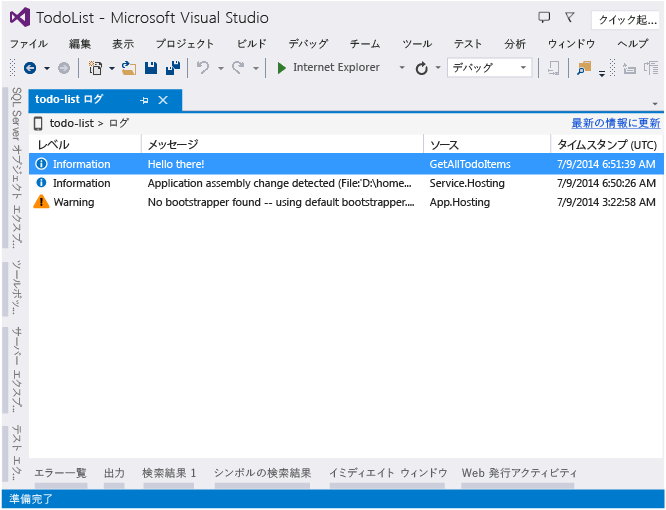 TodoList - Microsoft Visual Studio
クイック起...
ファイル 編集 表示 プロジェクト ビルド デバッグ チーム ツール テスト 分析 ウィンドウ ヘルプ
Internet Explorer デバッグ
todo-list ログ
todo-list > ログ 最新の情報に更新
レベル メッセージ ソース タイムスタンプ (UTC)
Information Hello there! GetAllTodoItems 7/9/2014 6:51:39 AM
Information Application assembly change detected (File:'D:\home... Service.Hosting 7/9/2014 6:50:26 AM
Warning No bootstrapper found -- using default bootstrapper.... App.Hosting 7/9/2014 3:22:58 AM
SQL Server オブジェクト エクスプ...
ツールボッ...
サーバー エクスプ...
テスト エク...
エラー一覧 出力 検索結果 1 シンボルの検索結果 イミディエイト ウィンドウ Web 発行アクティビティ
準備完了